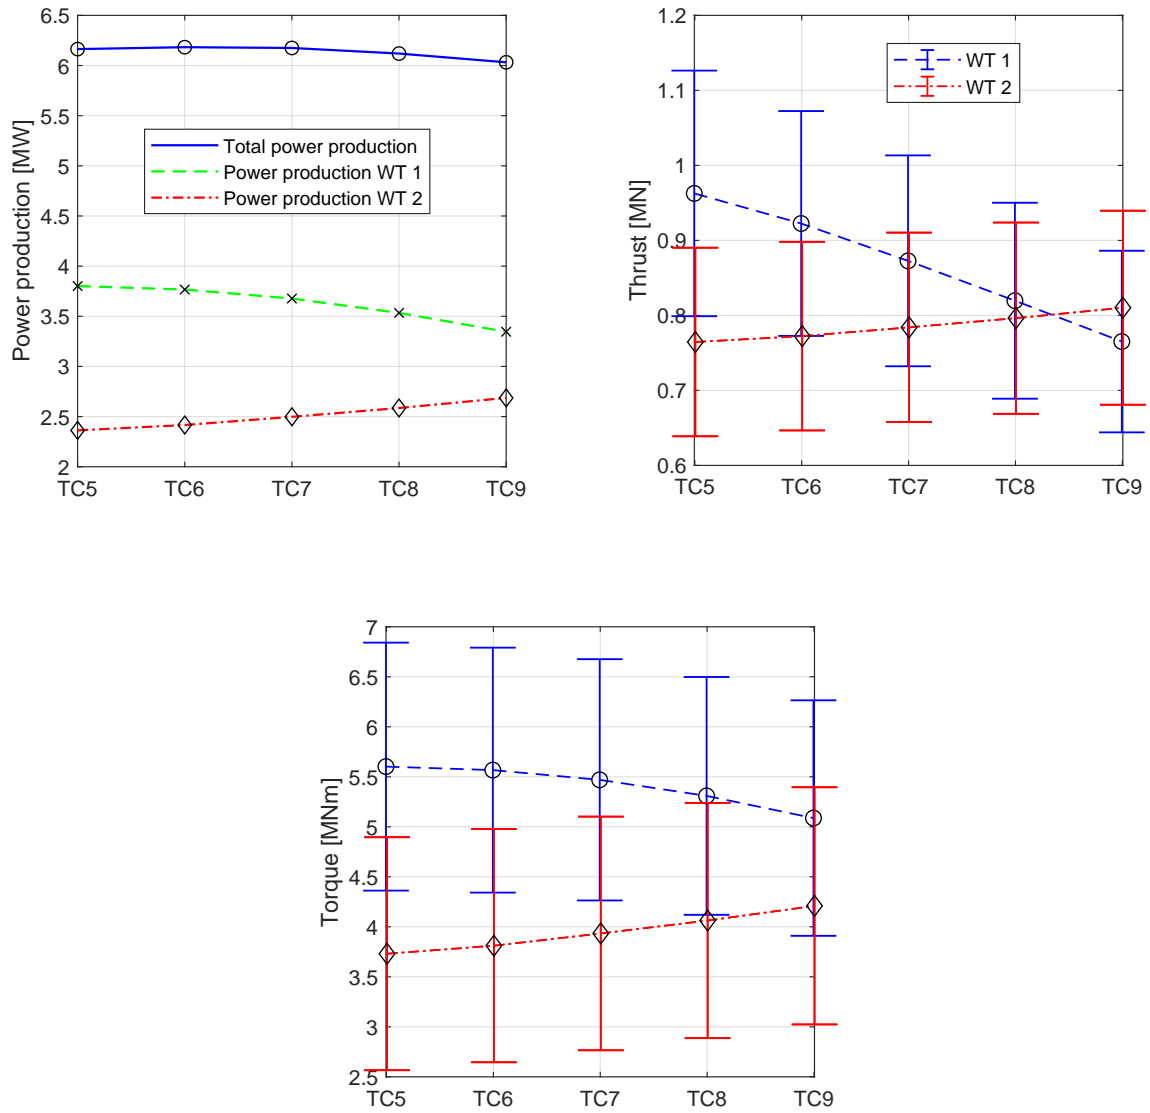 6.5
6
5.5
5
4.5
4
3.5
3
2.5
2
Power production [MW]
Total power production
Power production WT 1
Power production WT 2
TC5 TC6 TC7 TC8 TC9
1.2
1.1
1
0.9
0.8
0.7
0.6
Thrust [MN]
WT 1
WT 2
TC5 TC6 TC7 TC8 TC9
7
6.5
6
5.5
5
4.5
4
3.5
3
2.5
Torque [MNm]
TC5 TC6 TC7 TC8 TC9